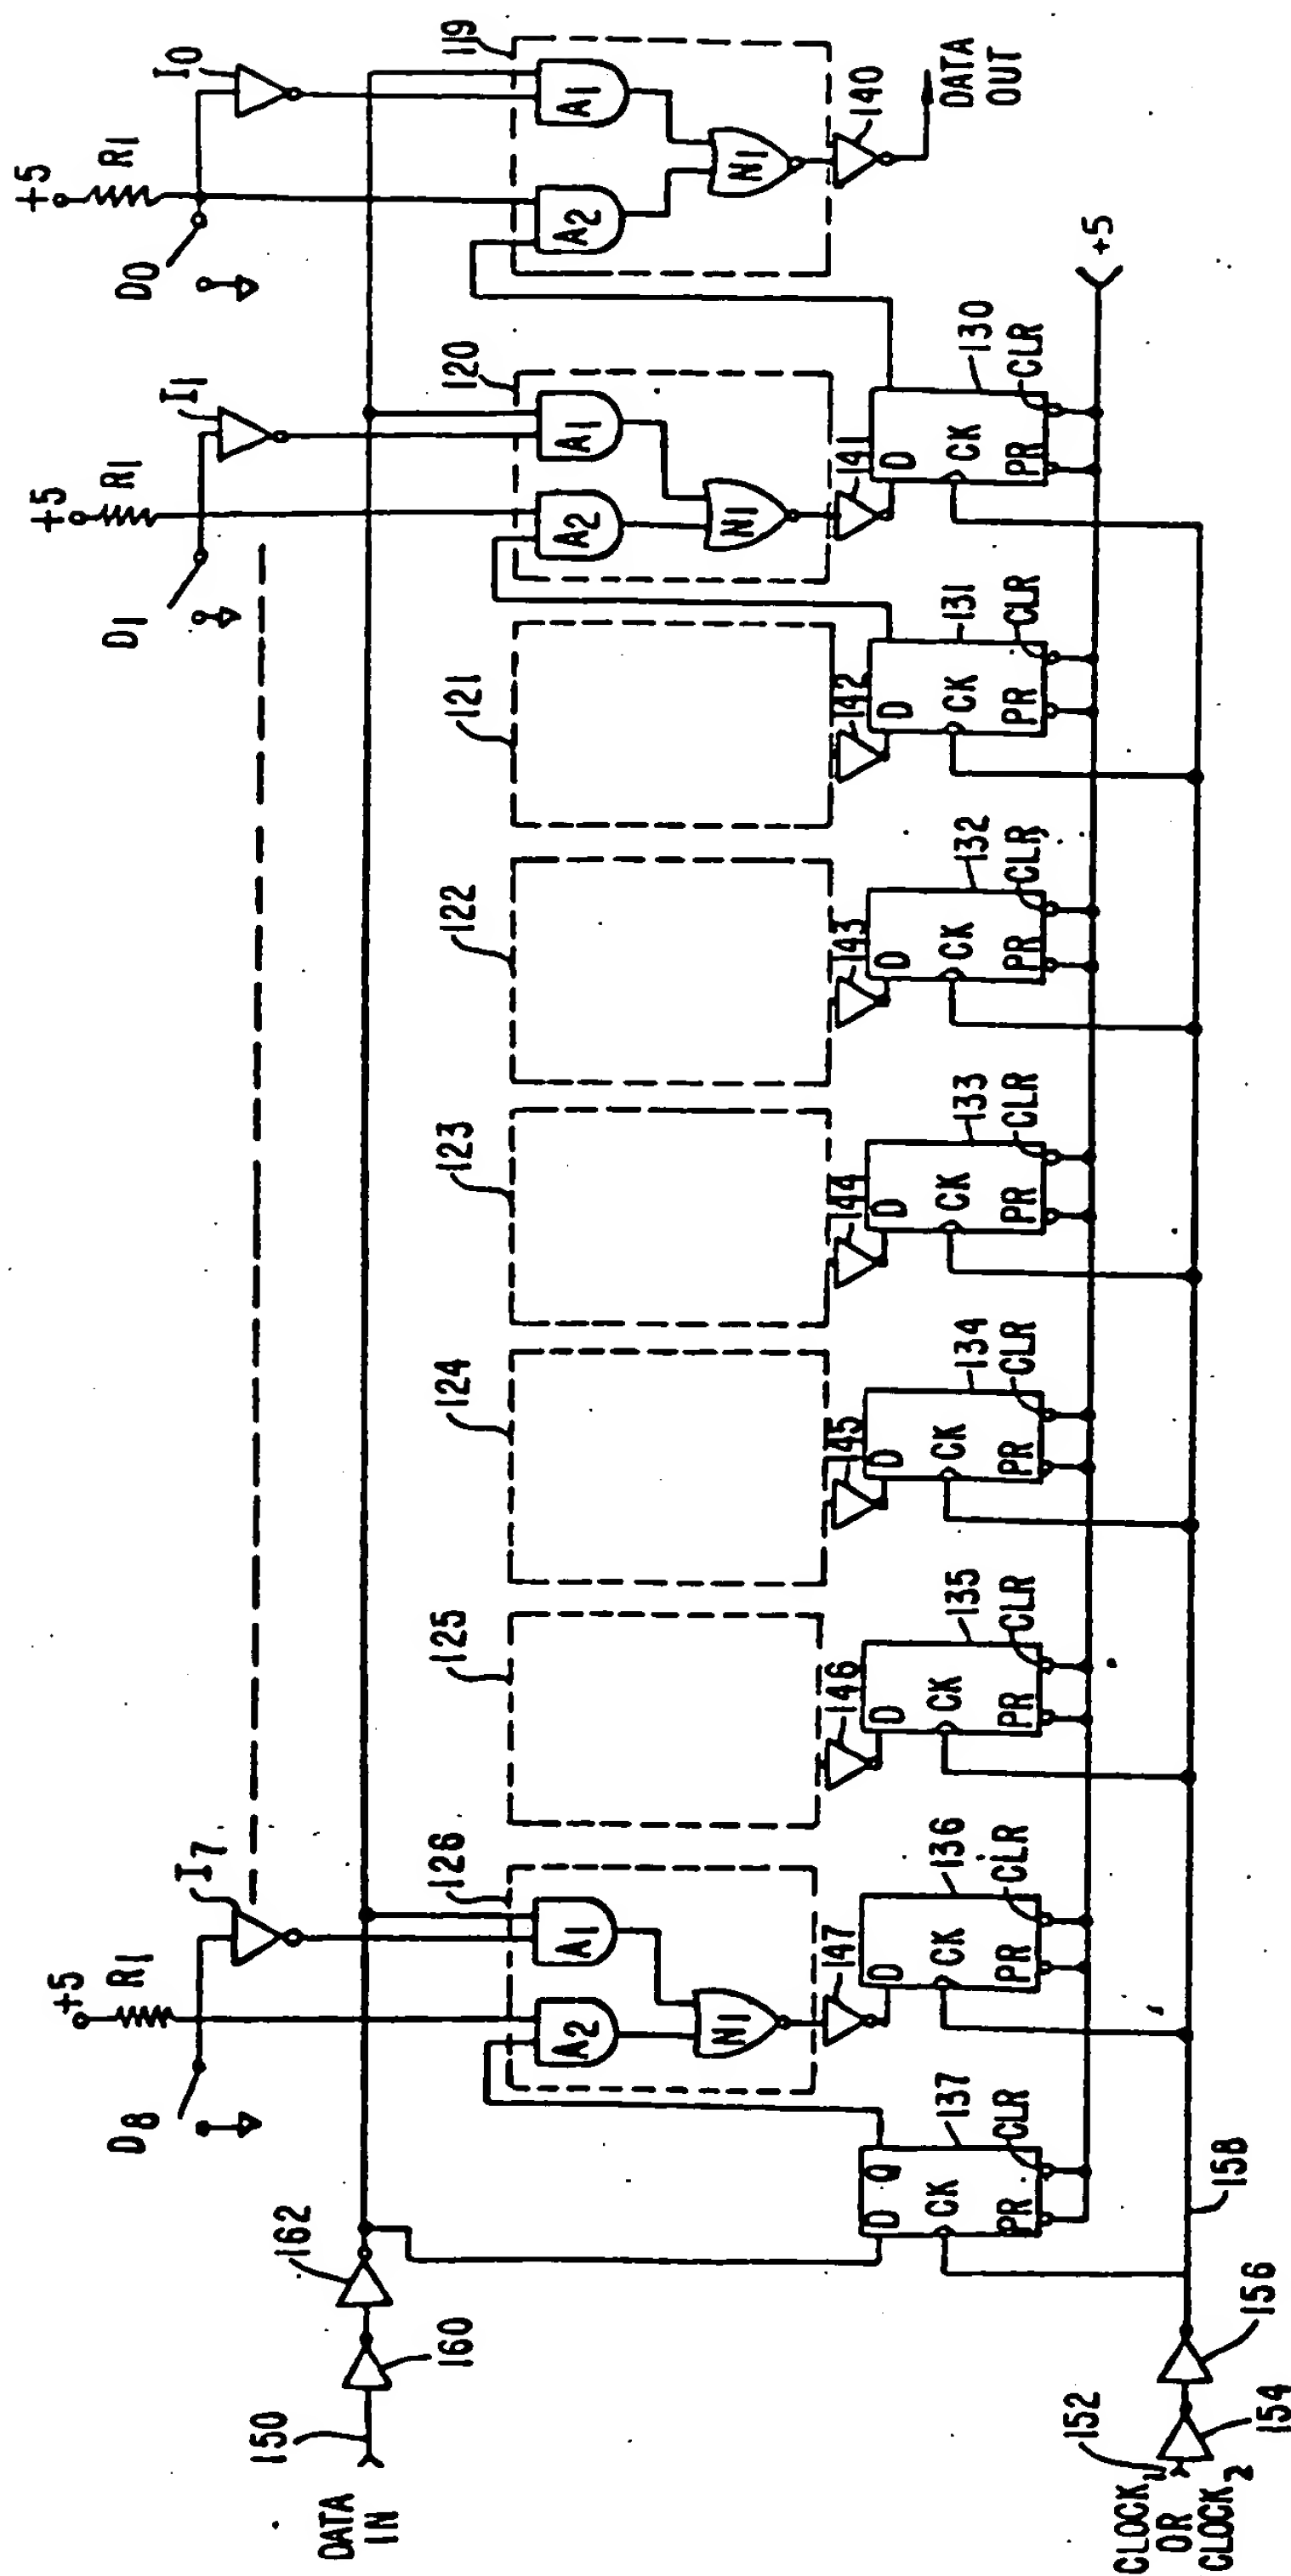 +5
R1
I7
D8
+5
R1
I1
D1
+5
R1
I0
D0
162
160
150
DATA
IN
126
125
124
123
122
121
120
119
A2
A1
N1
A2
A1
N1
A2
A1
N1
147
146
145
144
143
142
141
140
DATA
OUT
137
D
Q
CK
PR
CLR
136
D
CK
PR
CLR
135
D
CK
PR
CLR
134
D
CK
PR
CLR
133
D
CK
PR
CLR
132
D
CK
PR
CLR
131
D
CK
PR
CLR
130
D
CK
PR
CLR
+5
152
CLOCK1
OR
CLOCK2
154
156
158